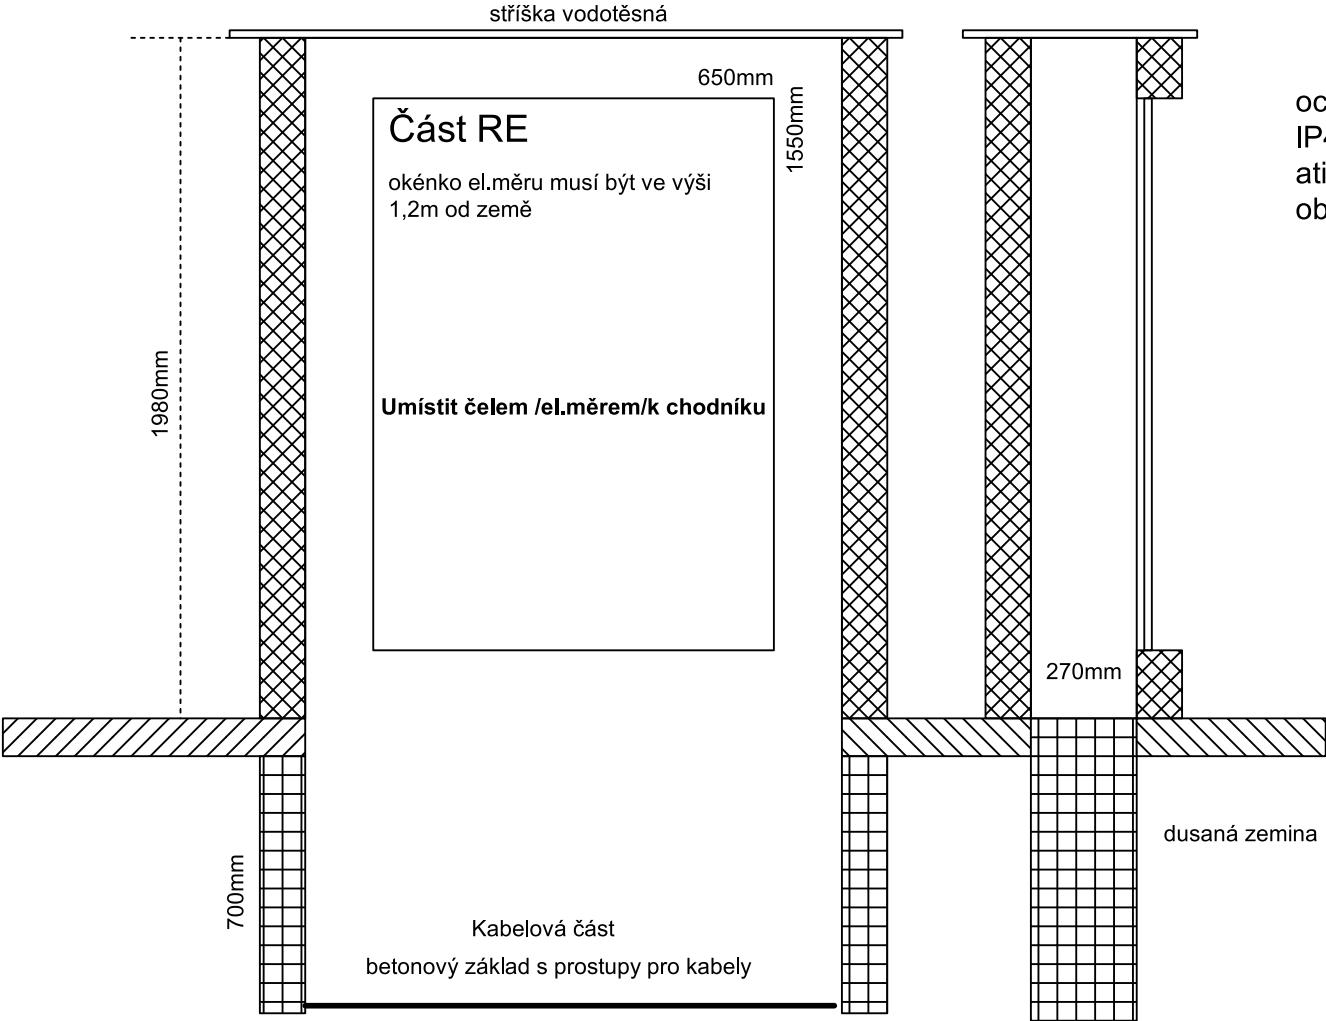 stříška vodotěsná
650mm
1550mm
Část RE
okénko el.měru musí být ve výši
1,2m od země
Umístit čelem /el.měrem/k chodníku
1980mm
270mm
dusaná zemina
700mm
Kabelová část
betonový základ s prostupy pro kabely